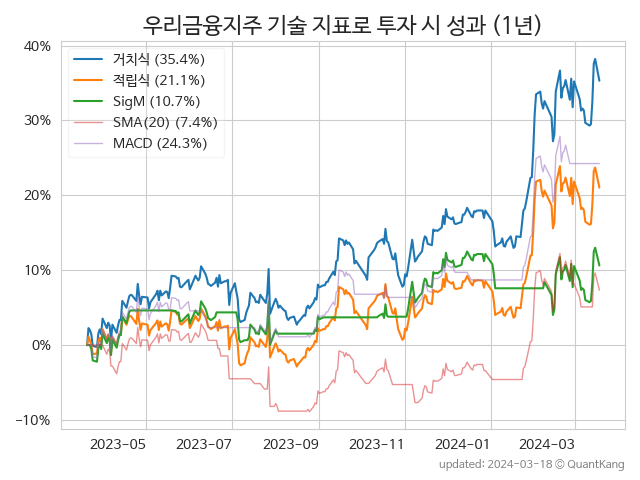 우리금융지주 기술 지표로 투자 시 성과 (1년)
거치식 (35.4%)
적립식 (21.1%)
SigM (10.7%)
SMA(20) (7.4%)
MACD (24.3%)
40%
30%
20%
10%
0%
−10%
2023-05 2023-07 2023-09 2023-11 2024-01 2024-03
updated: 2024-03-18 © QuantKang